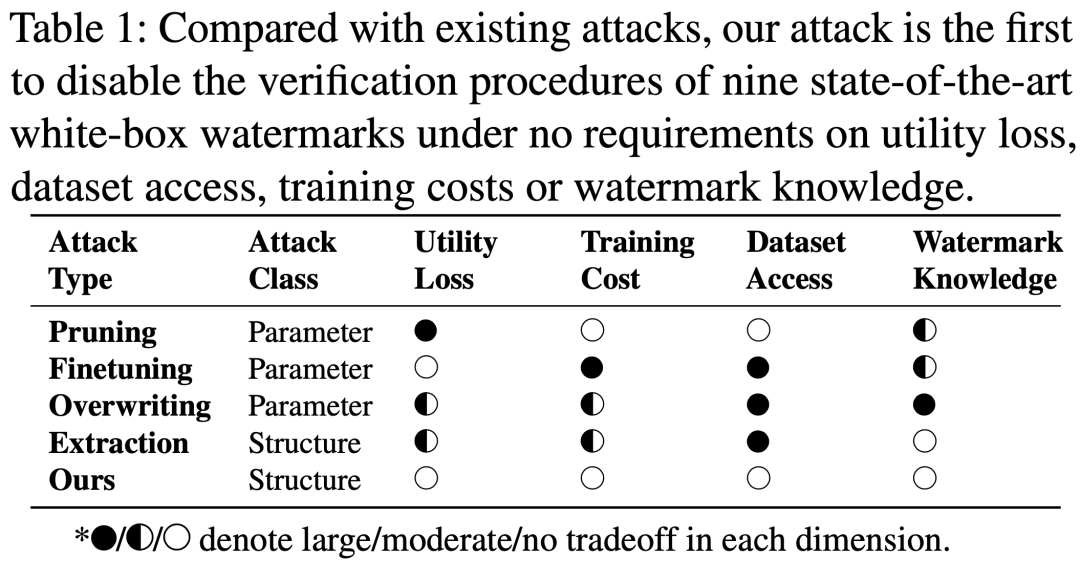 Table 1: Compared with existing attacks, our attack is the first
to disable the verification procedures of nine state-of-the-art
white-box watermarks under no requirements on utility loss,
dataset access, training costs or watermark knowledge.
Attack Attack Utility Training Dataset Watermark
Type Class Loss Cost Access Knowledge
Pruning Parameter ● ○ ○ ◐
Finetuning Parameter ○ ● ● ◐
Overwriting Parameter ◐ ◐ ● ●
Extraction Structure ◐ ◐ ● ○
Ours Structure ○ ○ ○ ○
*●/◐/○ denote large/moderate/no tradeoff in each dimension.